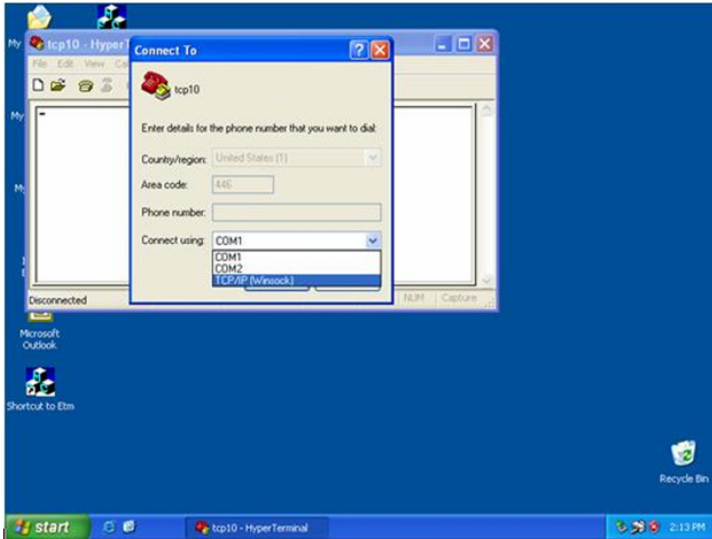 My
tcp10 - HyperT
Connect To
File Edit View Ca
tcp10
My
Enter details for the phone number that you want to dial:
Country/region: United States (1)
Area code: 446
Phone number:
Connect using: COM1
COM1
COM2
TCP/IP (Winsock)
Disconnected
NUM Capture
Microsoft
Outlook
Shortcut to Etm
Recycle Bin
start
tcp10 - HyperTerminal
2:13 PM